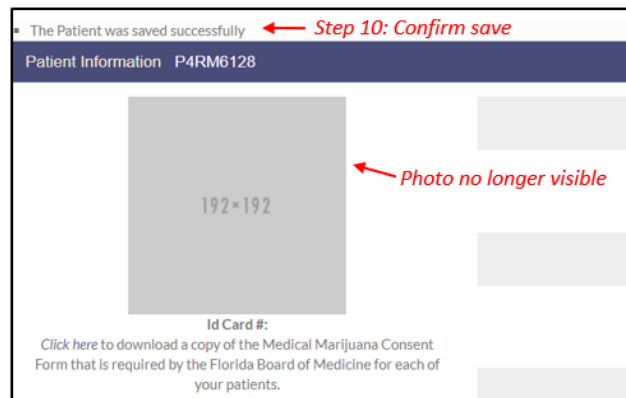 The Patient was saved successfully Step 10: Confirm save
Patient Information P4RM6128
Photo no longer visible
192×192
Id Card #:
Click here to download a copy of the Medical Marijuana Consent
Form that is required by the Florida Board of Medicine for each of
your patients.